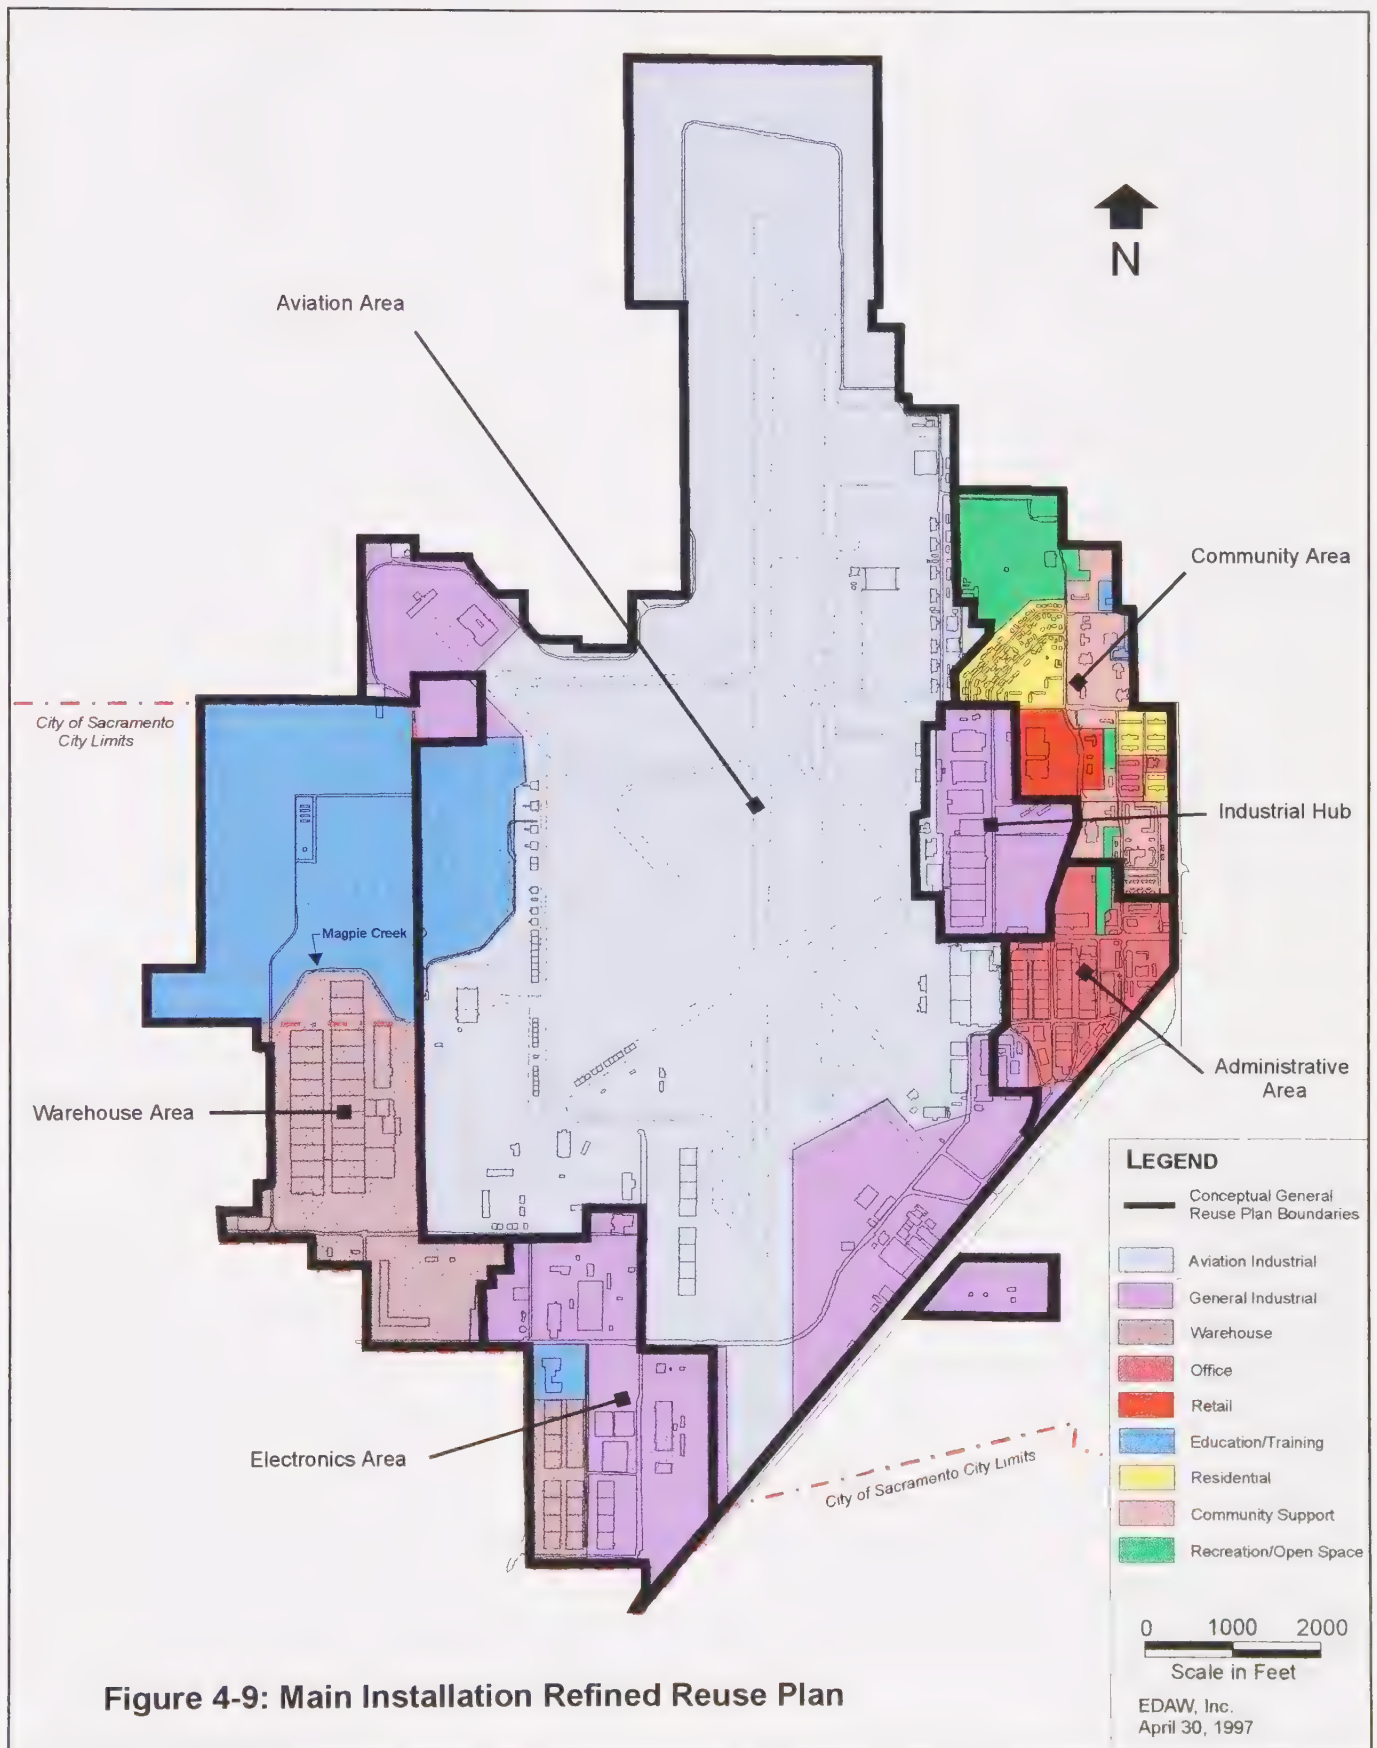 N
Aviation Area
Community Area
City of Sacramento
City Limits
Industrial Hub
Magpie Creek
Administrative
Area
Warehouse Area
LEGEND
Conceptual General
Reuse Plan Boundaries
Aviation Industrial
General Industrial
Warehouse
Office
Retail
Education/Training
Residential
Community Support
Recreation/Open Space
Electronics Area
City of Sacramento City Limits
0 1000 2000
Scale in Feet
Figure 4-9: Main Installation Refined Reuse Plan
EDAW, Inc.
April 30, 1997